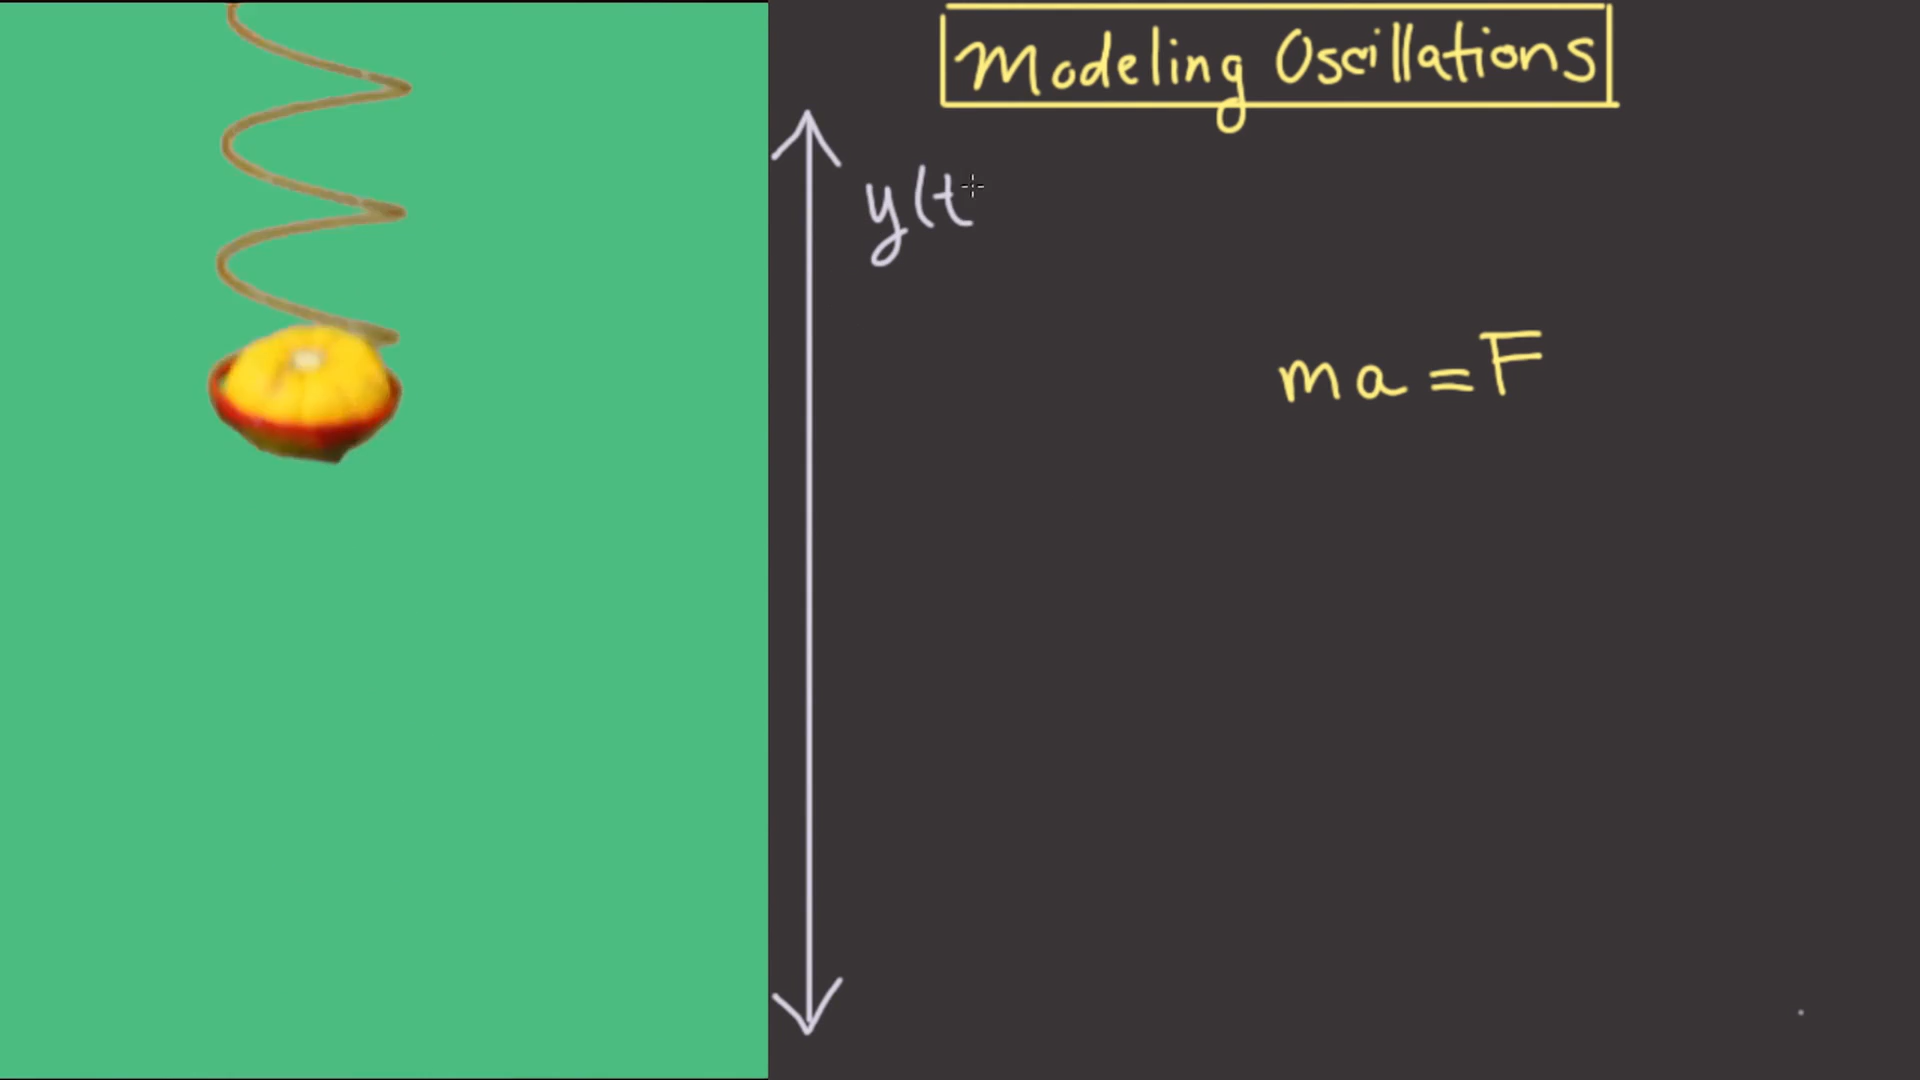 Modeling Oscillations
y(t
ma = F